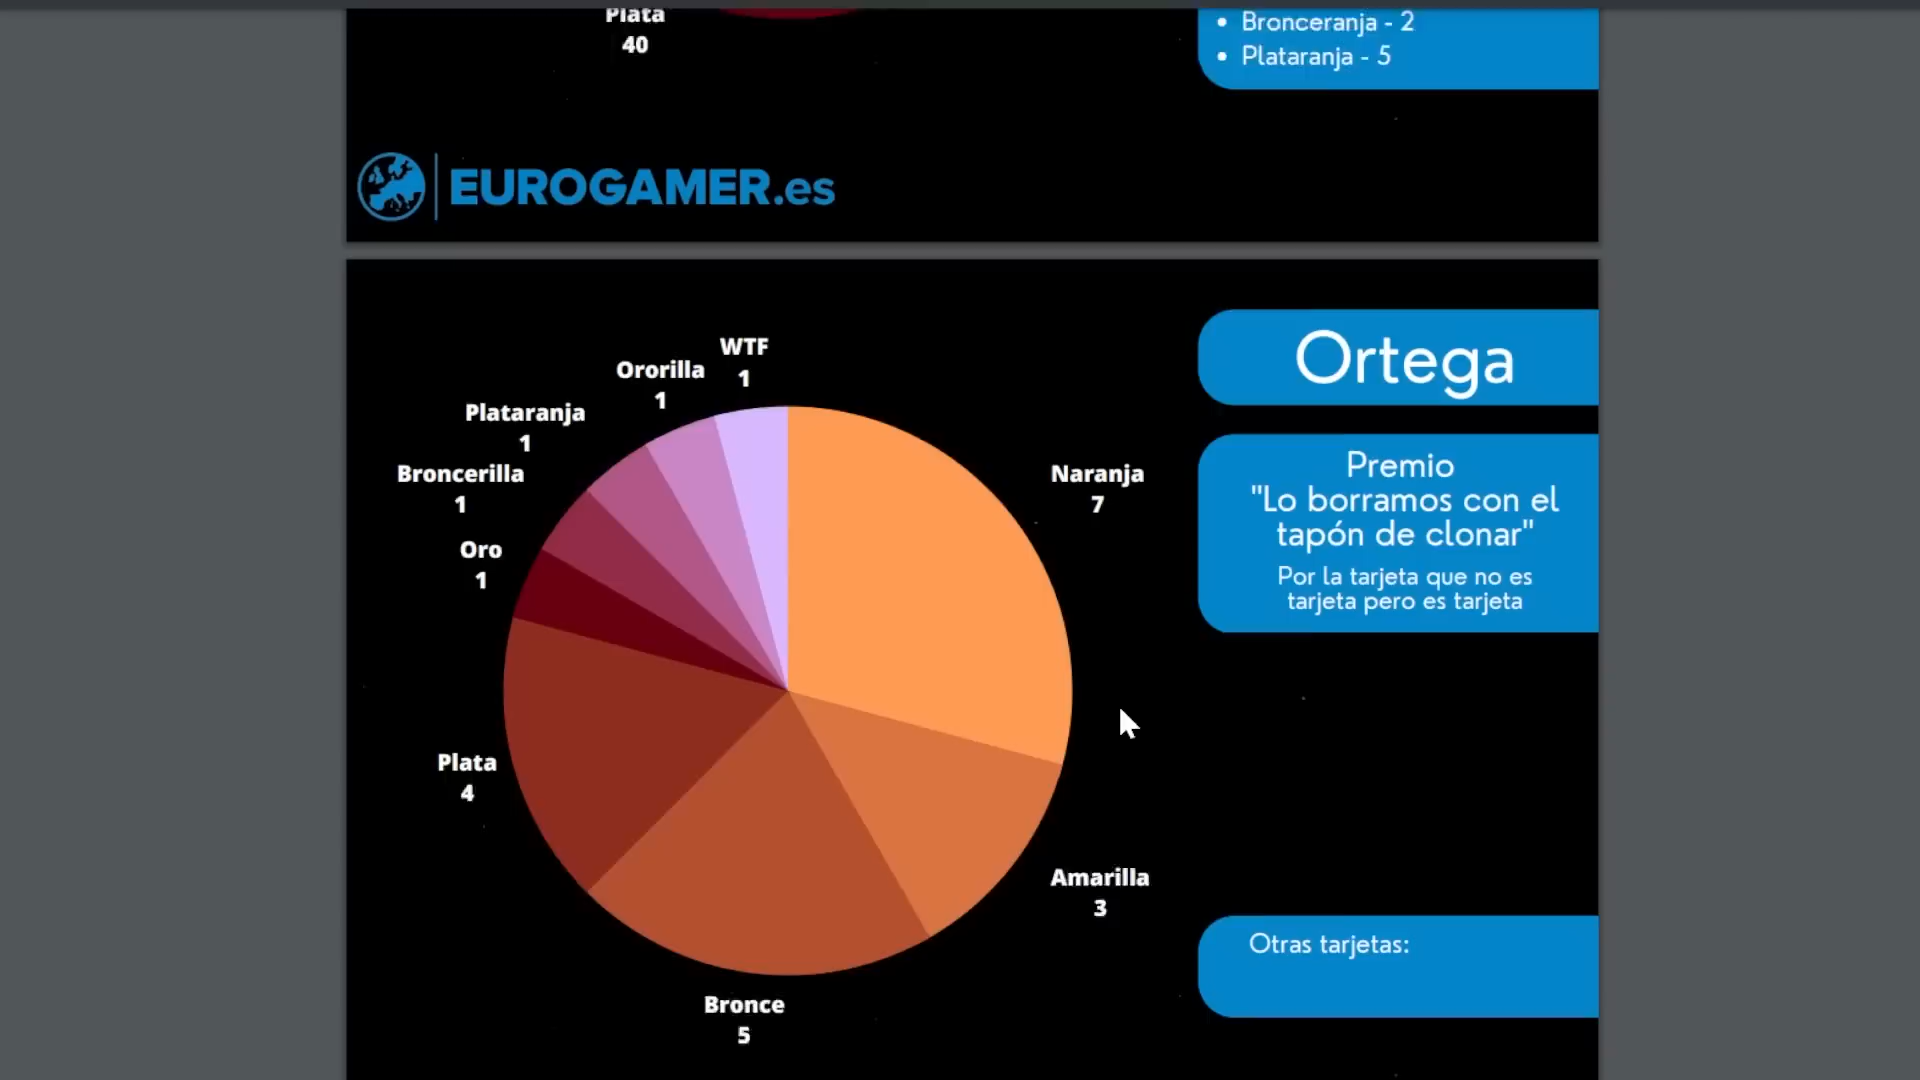 Plata
40
• Bronceranja - 2
• Plataranja - 5
EUROGAMER.es
WTF
1
Ororilla
1
Plataranja
1
Broncerilla
1
Oro
1
Naranja
7
Plata
4
Amarilla
3
Bronce
5
Ortega
Premio
"Lo borramos con el
tapón de clonar"
Por la tarjeta que no es
tarjeta pero es tarjeta
Otras tarjetas: